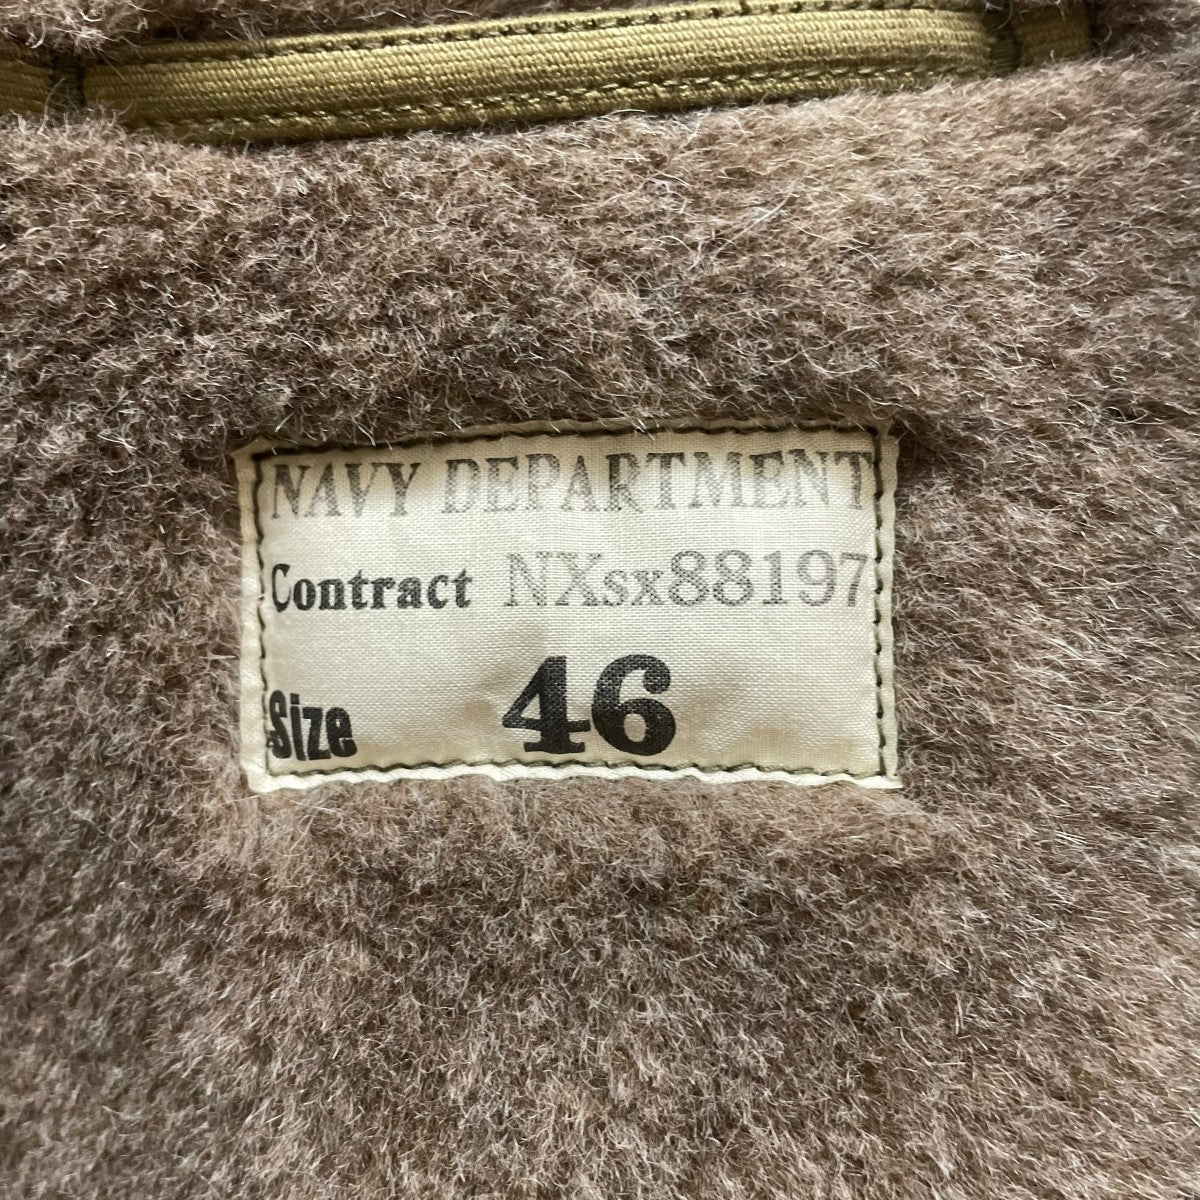 NAVY DEPARTMENT
Contract NXsx88197
Size 46